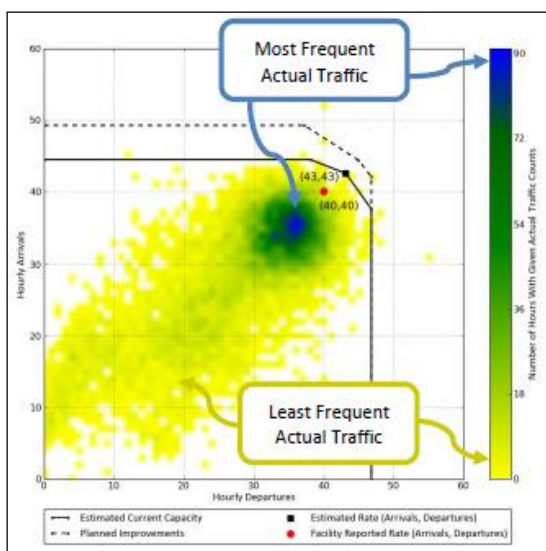 Most Frequent
Actual Traffic
60
50
40
30
20
10
0
Hourly Arrivals
(43,43)
(40,40)
Least Frequent
Actual Traffic
0
10
20
30
40
50
60
Hourly Departures
90
72
54
36
18
0
Number of Hours With Given Actual Traffic Counts
Estimated Current Capacity
Planned Improvements
Estimated Rate (Arrivals, Departures)
Facility Reported Rate (Arrivals, Departures)